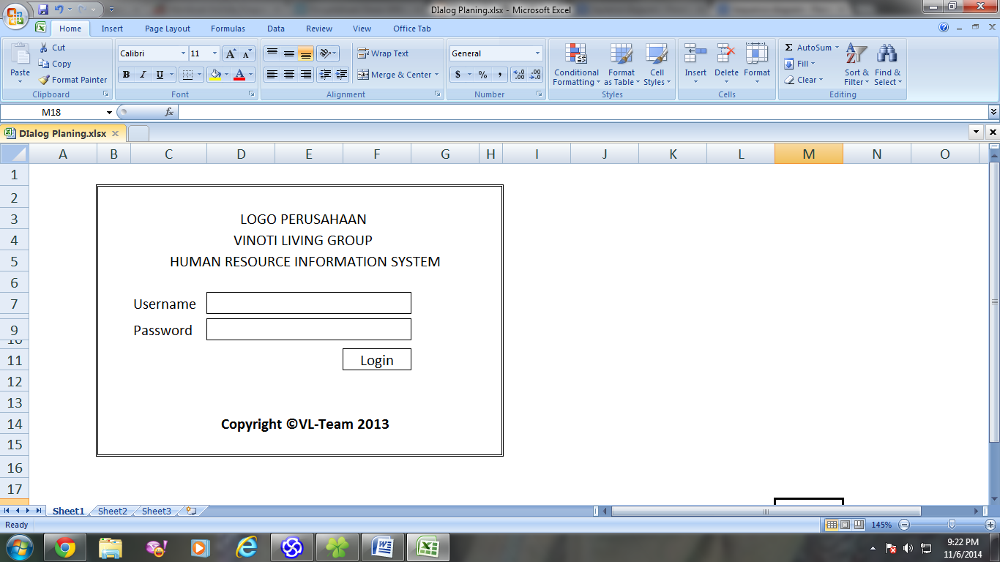 DIalog Planing.xlsx - Microsoft Excel
Home Insert Page Layout Formulas Data Review View Office Tab
Paste
Cut
Copy
Format Painter
Clipboard
Calibri 11
B I U
Font
Wrap Text
Merge & Center
Alignment
General
$ % ,
Number
Conditional Formatting
Format as Table
Cell Styles
Styles
Insert Delete Format
Cells
Σ AutoSum
Fill
Clear
Sort & Filter
Find & Select
Editing
M18 fx
DIalog Planing.xlsx
A B C D E F G H I J K L M N O
1
2
3 LOGO PERUSAHAAN
4 VINOTI LIVING GROUP
5 HUMAN RESOURCE INFORMATION SYSTEM
6
7 Username
9 Password
10
11 Login
12
13
14 Copyright ©VL-Team 2013
15
16
17
Sheet1 Sheet2 Sheet3
Ready 145%
9:22 PM
11/6/2014